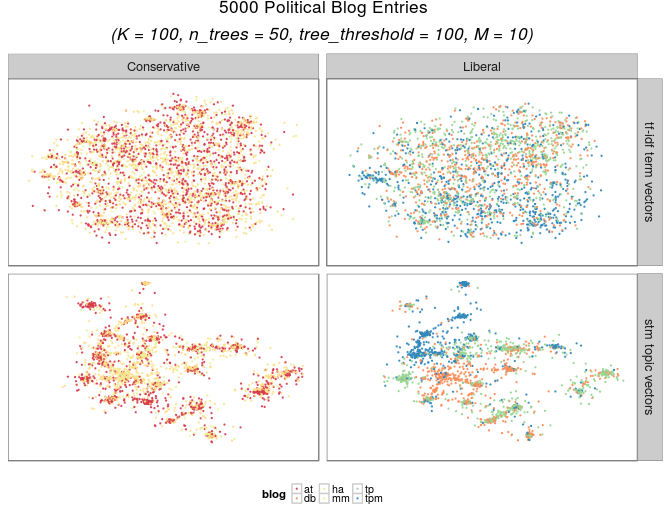 5000 Political Blog Entries
(K = 100, n_trees = 50, tree_threshold = 100, M = 10)
Conservative
Liberal
tf-idf term vectors
stm topic vectors
blog
at ha tp
db mm tpm